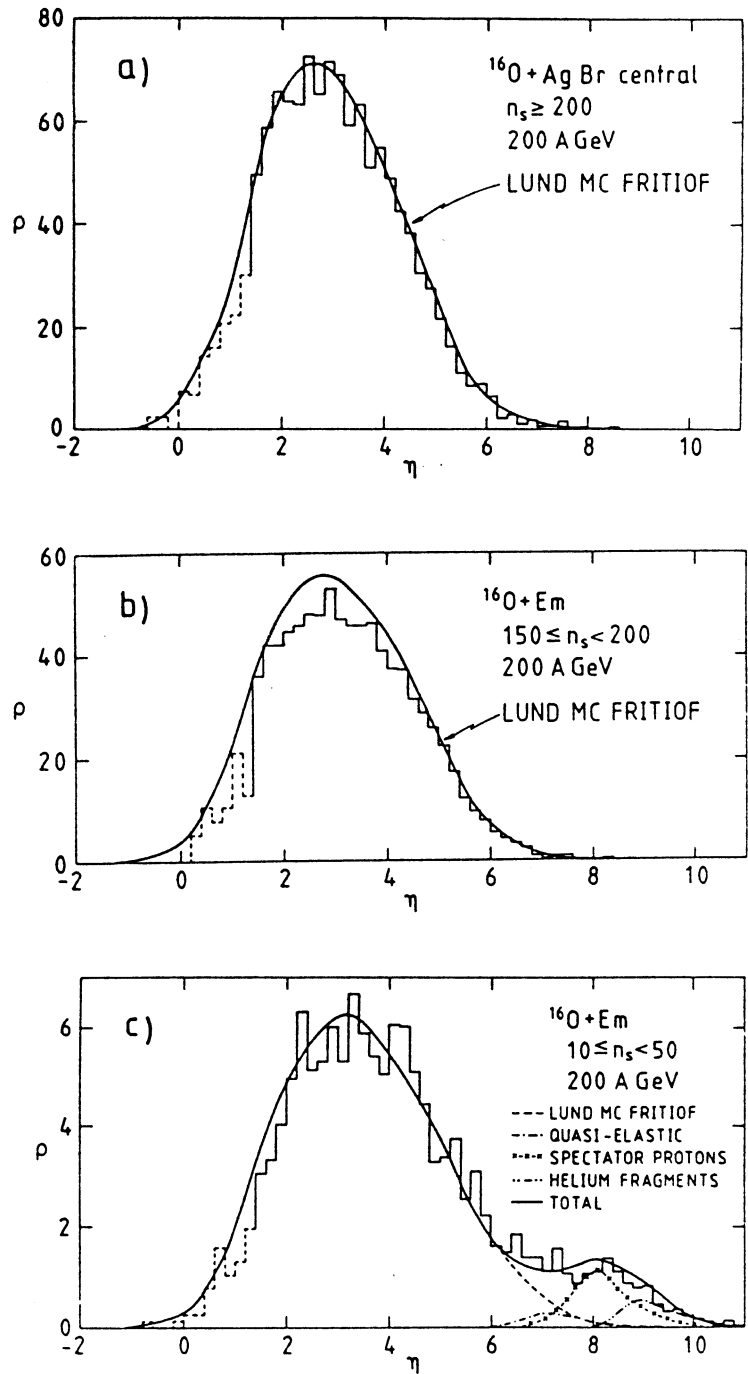 80
60
40
20
0
ρ
-2 0 2 4 6 8 10
η
a)
¹⁶O + Ag Br central
nₛ ≥ 200
200 A GeV
LUND MC FRITIOF
60
40
20
0
ρ
-2 0 2 4 6 8 10
η
b)
¹⁶O + Em
150 ≤ nₛ < 200
200 A GeV
LUND MC FRITIOF
6
4
2
0
ρ
-2 0 2 4 6 8 10
η
c)
¹⁶O + Em
10 ≤ nₛ < 50
200 A GeV
LUND MC FRITIOF
QUASI-ELASTIC
SPECTATOR PROTONS
HELIUM FRAGMENTS
TOTAL